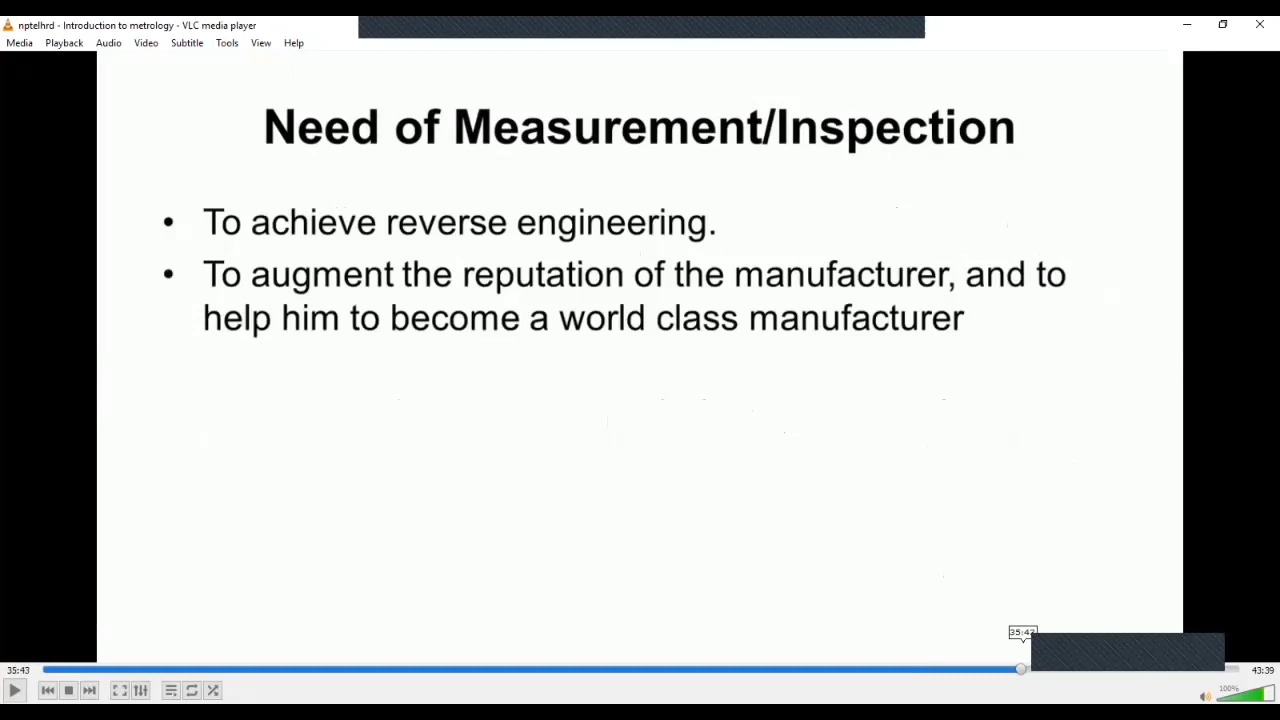 nptelhrd - Introduction to metrology - VLC media player
Media Playback Audio Video Subtitle Tools View Help
Need of Measurement/Inspection
• To achieve reverse engineering.
• To augment the reputation of the manufacturer, and to
help him to become a world class manufacturer
35:42
35:43
43:39
100%